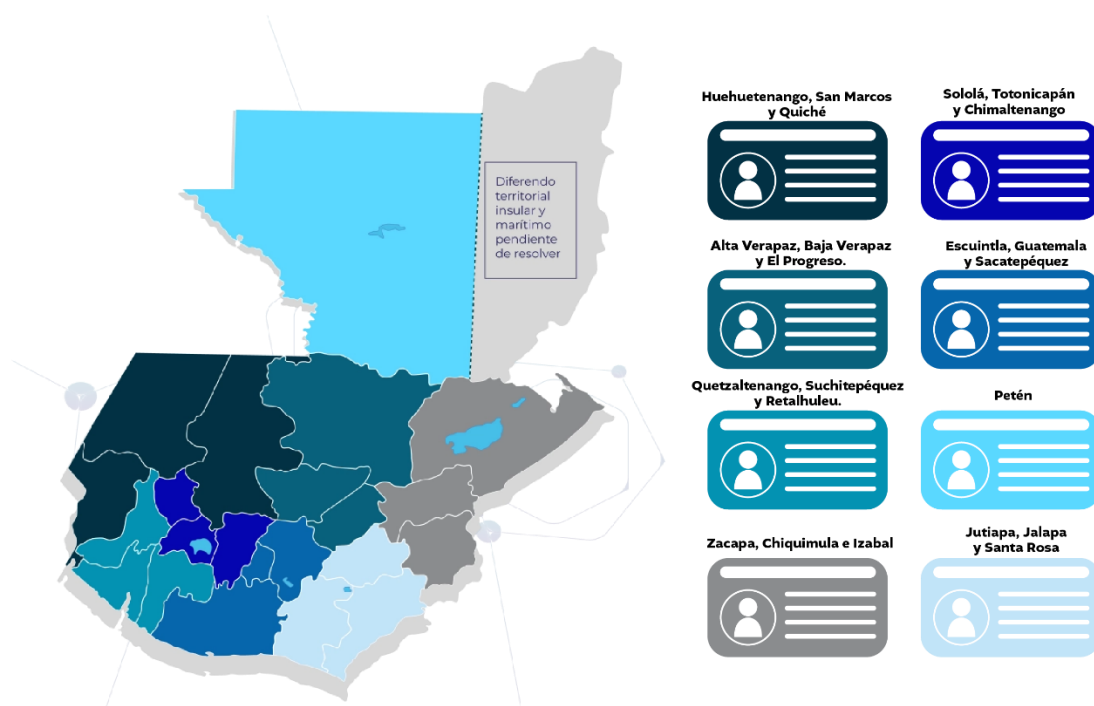 Diferendo
territorial
insular y
marítimo
pendiente
de resolver
Huehuetenango, San Marcos
y Quiché
Sololá, Totonicapán
y Chimaltenango
Alta Verapaz, Baja Verapaz
y El Progreso.
Escuintla, Guatemala
y Sacatepéquez
Quetzaltenango, Suchitepéquez
y Retalhuleu.
Petén
Zacapa, Chiquimula e Izabal
Jutiapa, Jalapa
y Santa Rosa